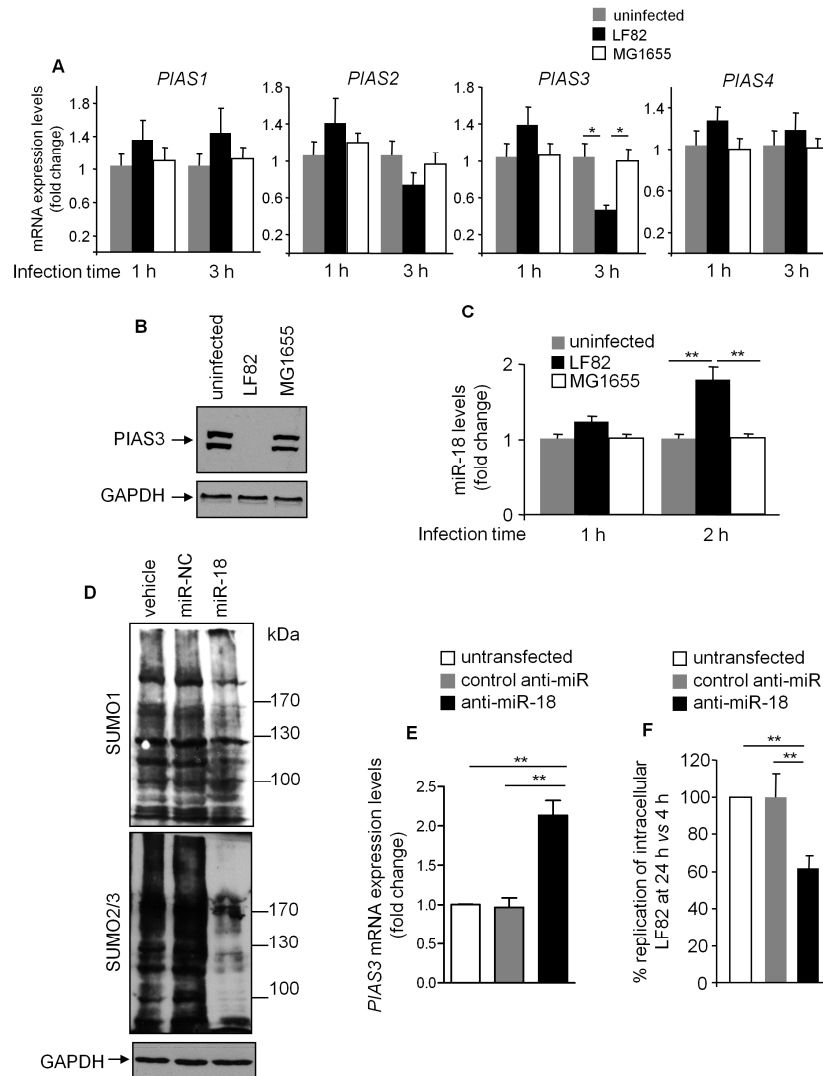 uninfected
LF82
MG1655
A
PIAS1
PIAS2
PIAS3
PIAS4
mRNA expression levels
(fold change)
1.8
1.4
1
0.6
0.2
1.8
1.4
1
0.6
0.2
1.8
1.4
1
0.6
0.2
1.4
1
0.6
0.2
* *
Infection time 1 h 3 h 1 h 3 h 1 h 3 h 1 h 3 h
B
uninfected
LF82
MG1655
PIAS3
GAPDH
C
uninfected
LF82
MG1655
** **
miR-18 levels
(fold change)
2
1
0
Infection time 1 h 2 h
D
vehicle
miR-NC
miR-18
kDa
SUMO1
170
130
100
SUMO2/3
170
130
100
GAPDH
untransfected
control anti-miR
anti-miR-18
E
**
**
PIAS3 mRNA expression levels
(fold change)
2.5
2.0
1.5
1.0
0.5
0.0
untransfected
control anti-miR
anti-miR-18
F
**
**
% replication of intracellular
LF82 at 24 h vs 4 h
120
100
80
60
40
20
0